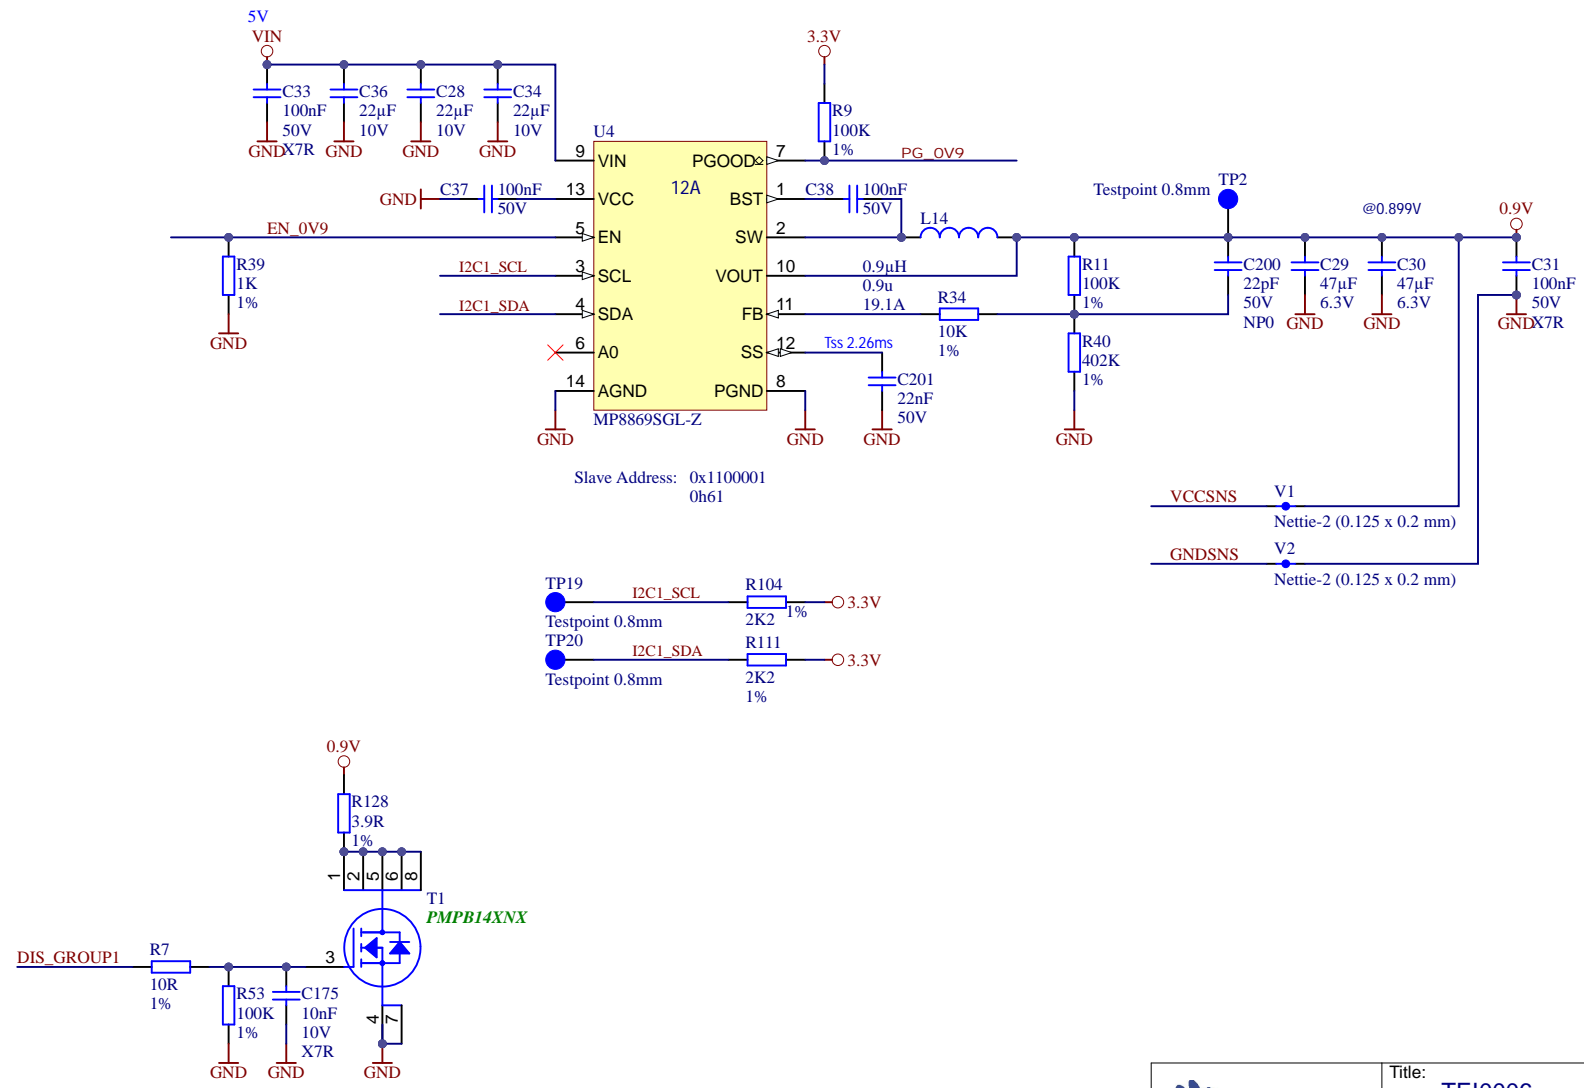 5V
VIN
C33
100nF
50V
X7R
GND
C36
22µF
10V
GND
C28
22µF
10V
GND
C34
22µF
10V
GND
3.3V
R9
100K
1%
PG_0V9
U4
12A
9 VIN
13 VCC
5 EN
3 SCL
4 SDA
6 A0
14 AGND
PGOOD 7
BST 1
SW 2
VOUT 10
FB 11
SS 12
PGND 8
MP8869SGL-Z
GND
C37
100nF
50V
EN_0V9
R39
1K
1%
GND
I2C1_SCL
I2C1_SDA
GND
GND
C38
100nF
50V
L14
0.9µH
0.9u
19.1A
R34
10K
1%
Tss 2.26ms
C201
22nF
50V
GND
R11
100K
1%
R40
402K
1%
GND
TP2
Testpoint 0.8mm
C200
22pF
50V
NP0
C29
47µF
6.3V
GND
C30
47µF
6.3V
GND
@0.899V
0.9V
C31
100nF
50V
X7R
GND
Slave Address: 0x1100001
0h61
VCCSNS
V1
Nettie-2 (0.125 x 0.2 mm)
GNDSNS
V2
Nettie-2 (0.125 x 0.2 mm)
TP19
Testpoint 0.8mm
I2C1_SCL
R104
2K2
1%
3.3V
TP20
Testpoint 0.8mm
I2C1_SDA
R111
2K2
1%
3.3V
0.9V
R128
3.9R
1%
1 2 5 6 8
T1
PMPB14XNX
DIS_GROUP1
R7
10R
1%
3
R53
100K
1%
GND
C175
10nF
10V
X7R
GND
4 7
GND
Title: